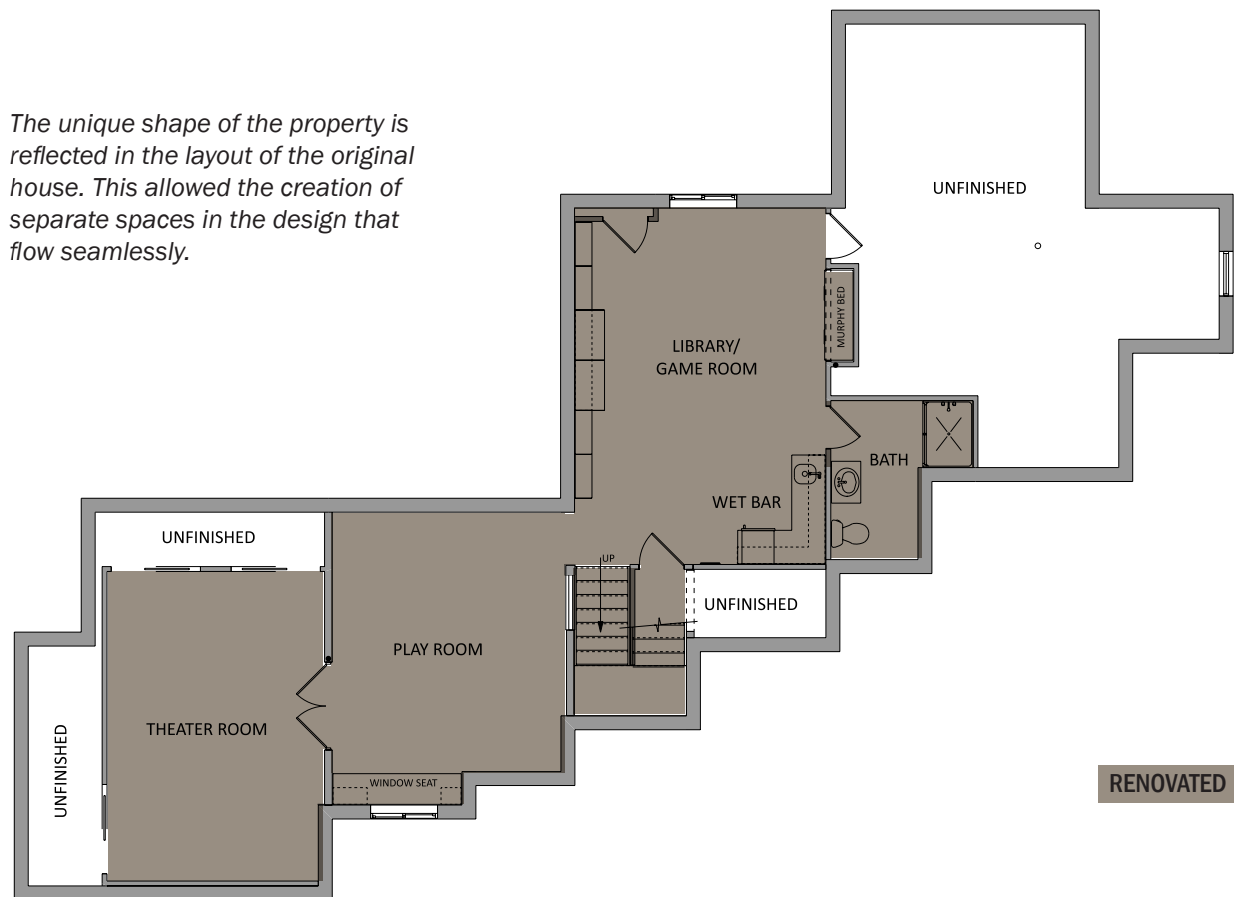 The unique shape of the property is
reflected in the layout of the original
house. This allowed the creation of
separate spaces in the design that
flow seamlessly.
UNFINISHED
MURPHY BED
LIBRARY/
GAME ROOM
BATH
WET BAR
UNFINISHED
UP
UNFINISHED
PLAY ROOM
THEATER ROOM
UNFINISHED
WINDOW SEAT
RENOVATED